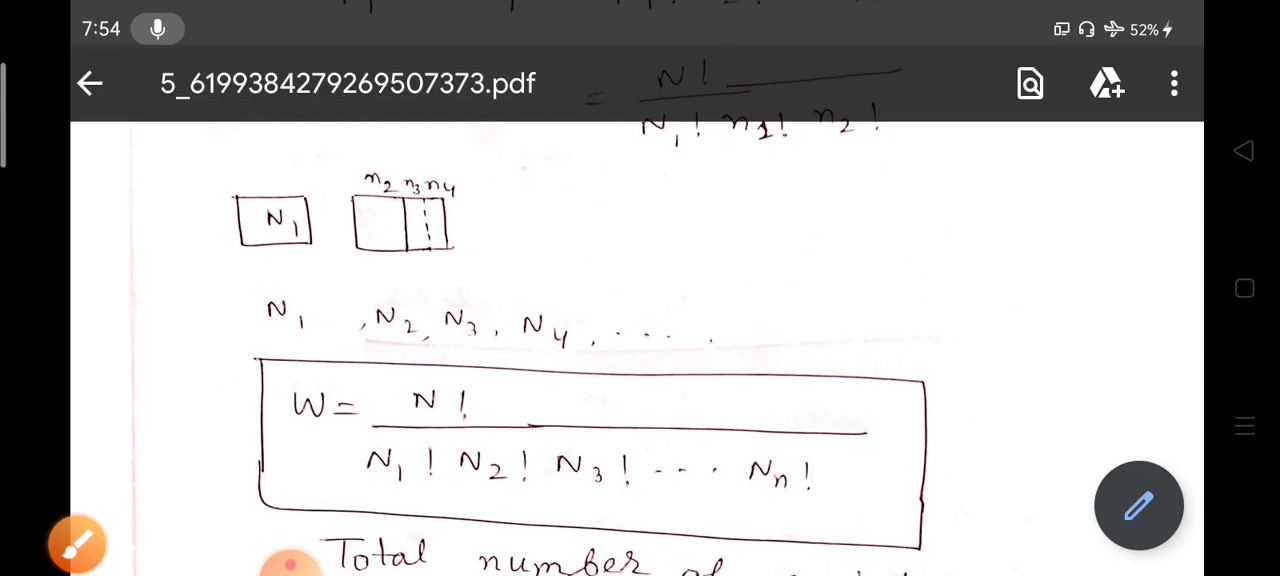 7:54 52%
5_6199384279269507373.pdf
= N!
N1! n1! n2!
n2 n3 n4
N1
N1, N2, N3, N4, .....
W = N!
N1! N2! N3! --- Nn!
Total number of